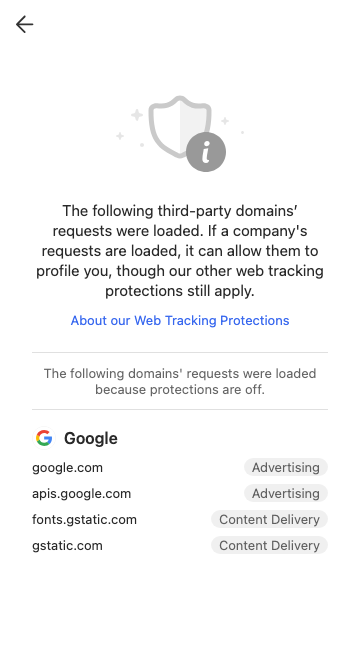 The following third-party domains’
requests were loaded. If a company's
requests are loaded, it can allow them to
profile you, though our other web tracking
protections still apply.
About our Web Tracking Protections
The following domains' requests were loaded
because protections are off.
Google
google.com Advertising
apis.google.com Advertising
fonts.gstatic.com Content Delivery
gstatic.com Content Delivery